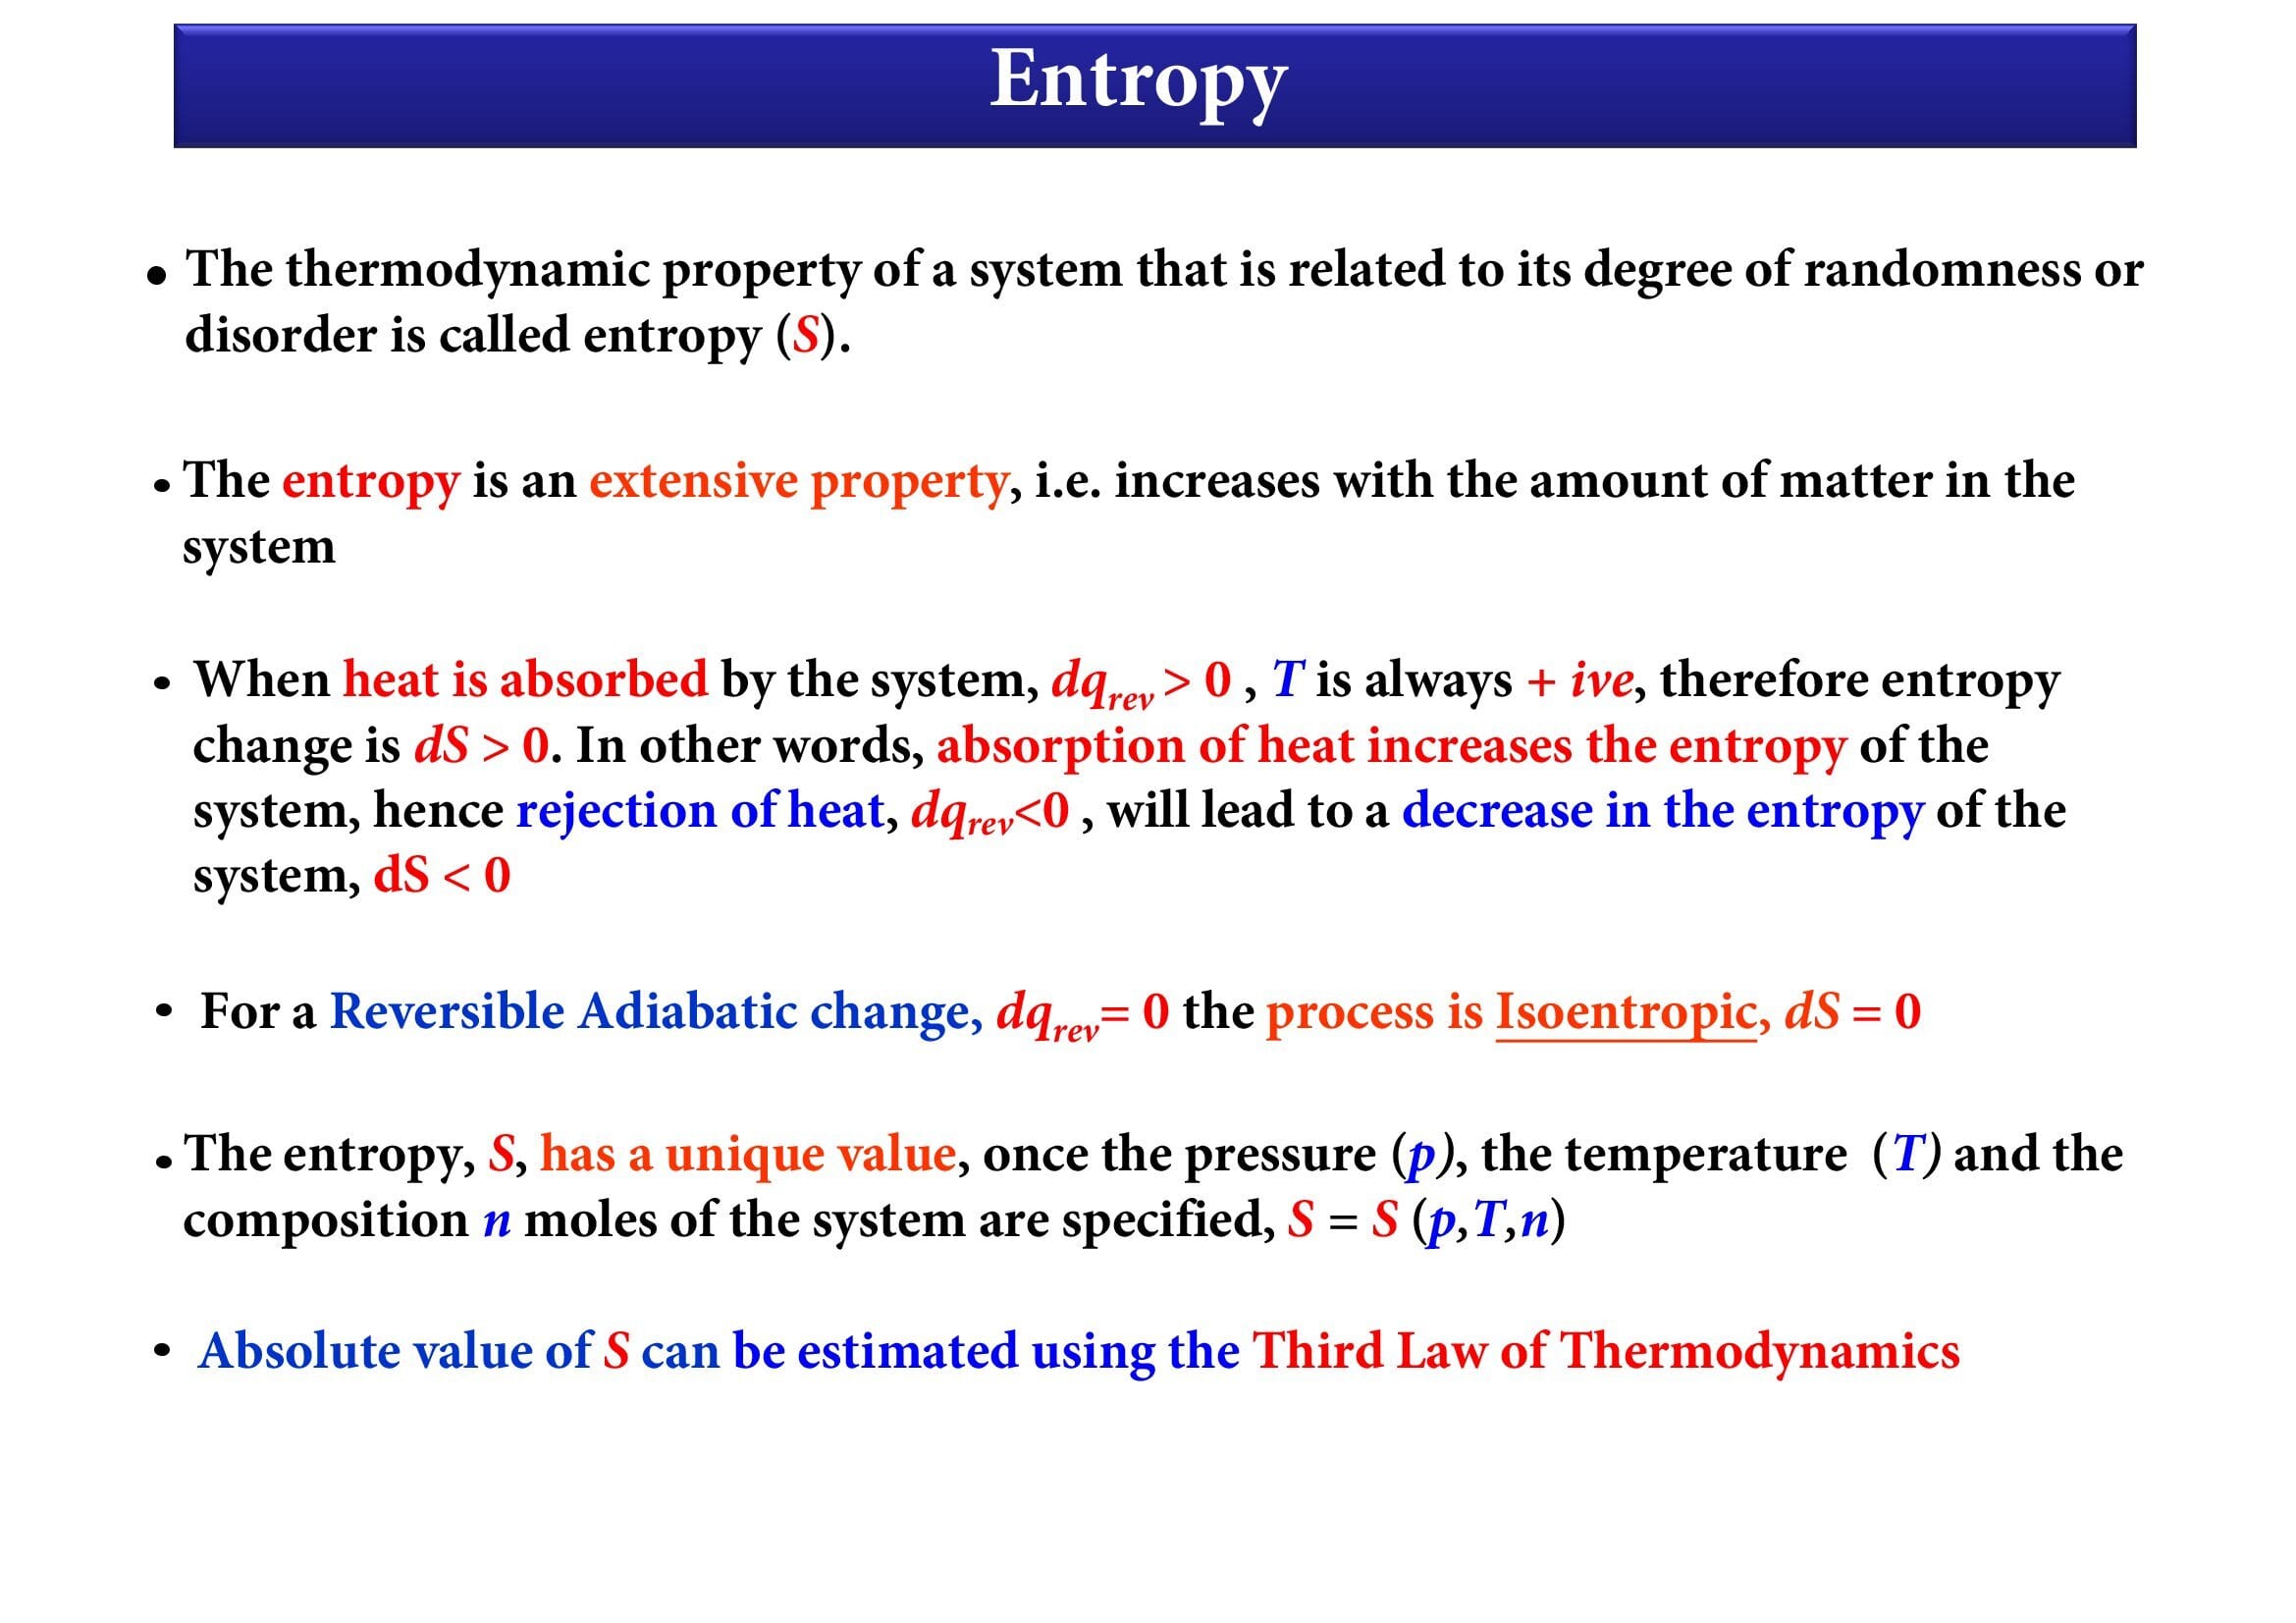 Entropy
• The thermodynamic property of a system that is related to its degree of randomness or
disorder is called entropy (S).
• The entropy is an extensive property, i.e. increases with the amount of matter in the
system
• When heat is absorbed by the system, dqrev > 0 , T is always + ive, therefore entropy
change is dS > 0. In other words, absorption of heat increases the entropy of the
system, hence rejection of heat, dqrev<0 , will lead to a decrease in the entropy of the
system, dS < 0
• For a Reversible Adiabatic change, dqrev= 0 the process is Isoentropic, dS = 0
• The entropy, S, has a unique value, once the pressure (p), the temperature (T) and the
composition n moles of the system are specified, S = S (p,T,n)
• Absolute value of S can be estimated using the Third Law of Thermodynamics